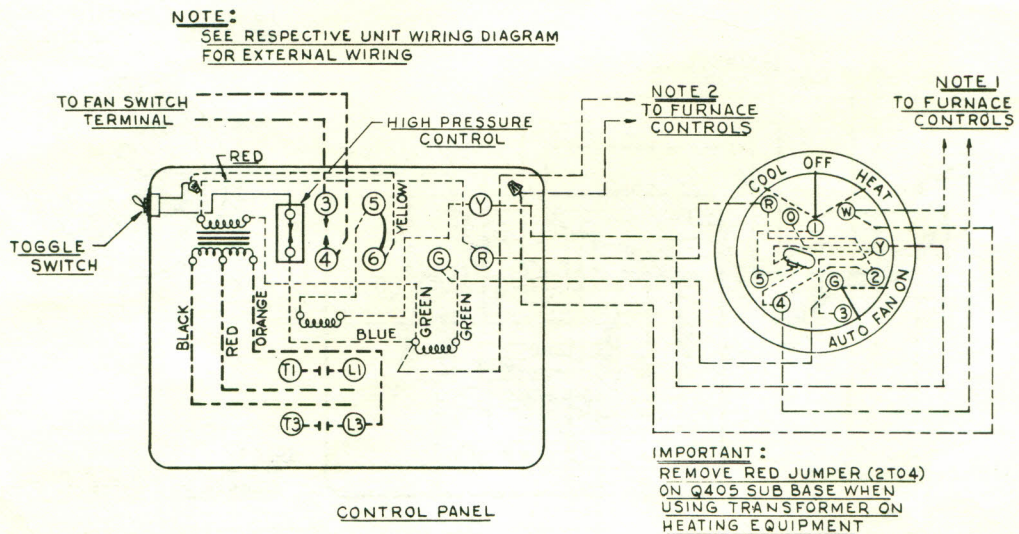 NOTE:
SEE RESPECTIVE UNIT WIRING DIAGRAM
FOR EXTERNAL WIRING
TO FAN SWITCH
TERMINAL
HIGH PRESSURE
CONTROL
NOTE 2
TO FURNACE
CONTROLS
NOTE 1
TO FURNACE
CONTROLS
RED
TOGGLE
SWITCH
3
4
5
6
YELLOW
Y
G
R
BLACK
RED
ORANGE
BLUE
GREEN
GREEN
T1
L1
T3
L3
COOL
OFF
HEAT
R
O
1
W
Y
5
G
2
4
3
AUTO FAN ON
CONTROL PANEL
IMPORTANT:
REMOVE RED JUMPER (2TO4)
ON Q405 SUB BASE WHEN
USING TRANSFORMER ON
HEATING EQUIPMENT